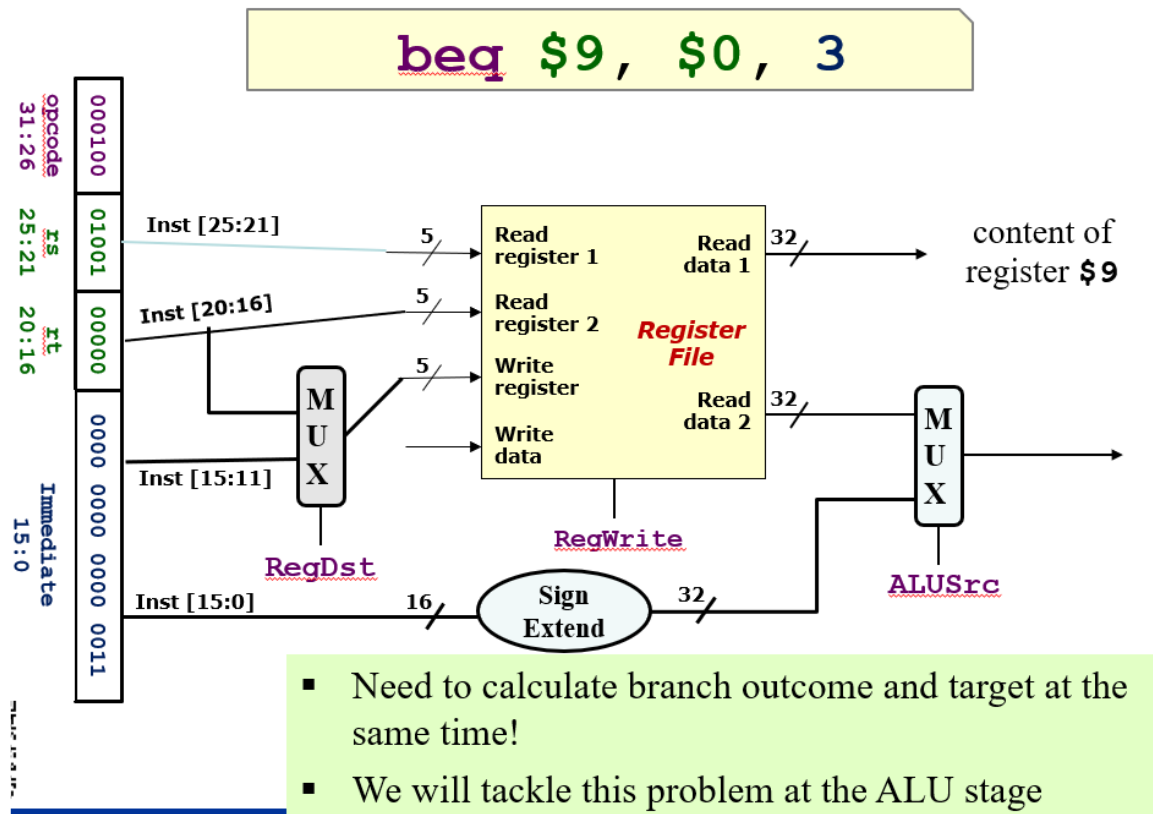 beq $9, $0, 3
opcode
31:26
000100
rs
25:21
01001
rt
20:16
00000
Immediate
15:0
0000 0000 0000 0011
Inst [25:21]
5
Inst [20:16]
5
5
Inst [15:11]
MUX
RegDst
Read
register 1
Read
register 2
Write
register
Write
data
Read
data 1
Register
File
Read
data 2
RegWrite
32
content of
register $9
32
MUX
ALUSrc
Inst [15:0]
16
Sign
Extend
32
▪ Need to calculate branch outcome and target at the
same time!
▪ We will tackle this problem at the ALU stage